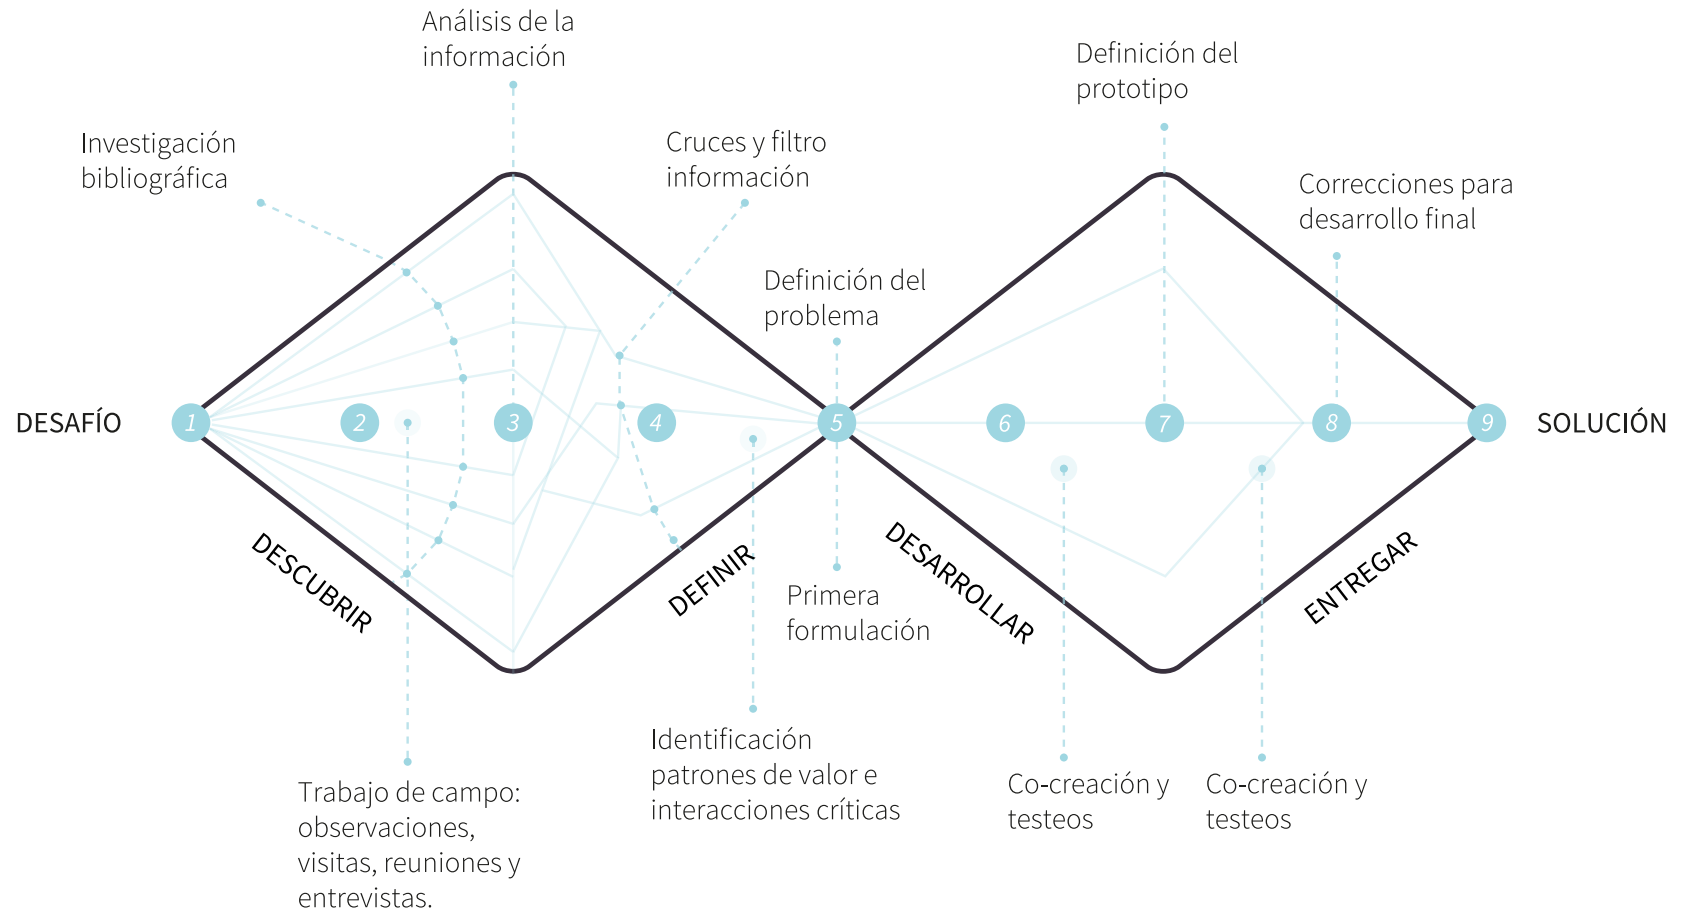 Análisis de la
información
Definición del
prototipo
Investigación
bibliográfica
Cruces y filtro
información
Correcciones para
desarrollo final
Definición del
problema
DESAFÍO
1
2
3
4
5
6
7
8
9
SOLUCIÓN
DESCUBRIR
DEFINIR
DESARROLLAR
ENTREGAR
Primera
formulación
Identificación
patrones de valor e
interacciones críticas
Trabajo de campo:
observaciones,
visitas, reuniones y
entrevistas.
Co-creación y
testeos
Co-creación y
testeos